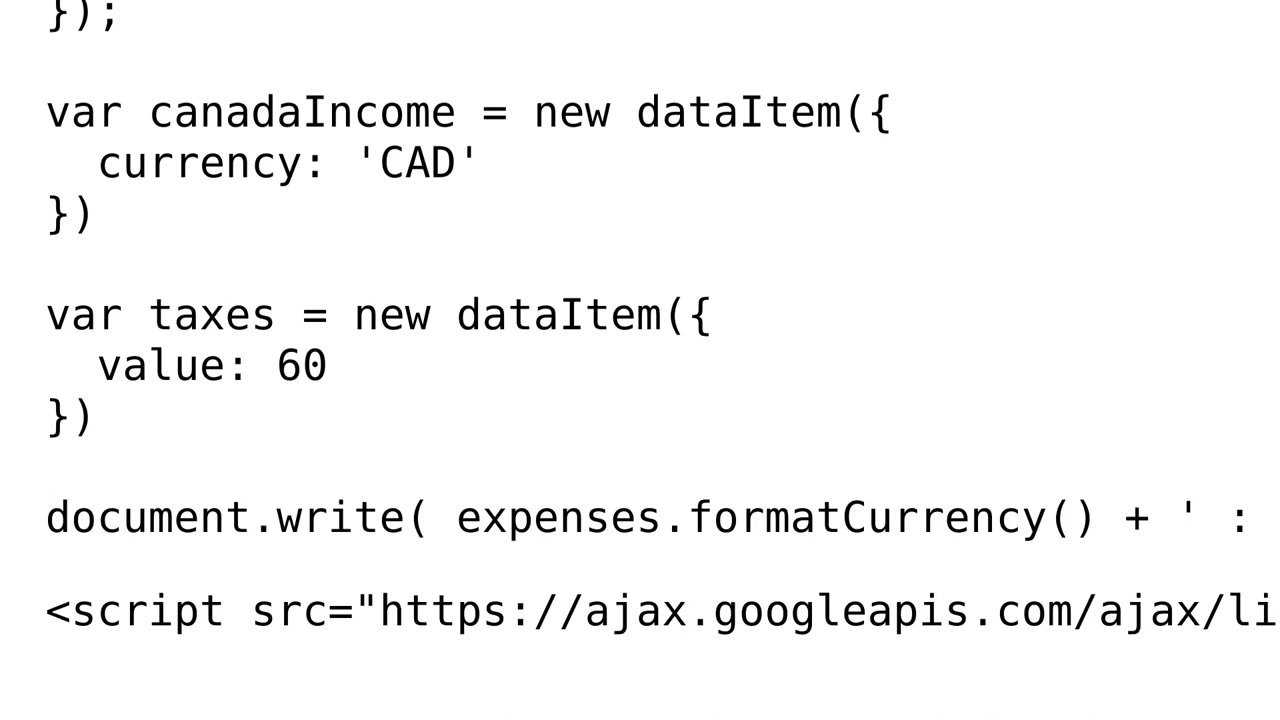 });
var canadaIncome = new dataItem({
  currency: 'CAD'
})
var taxes = new dataItem({
  value: 60
})
document.write( expenses.formatCurrency() + ' :
<script src="https://ajax.googleapis.com/ajax/li